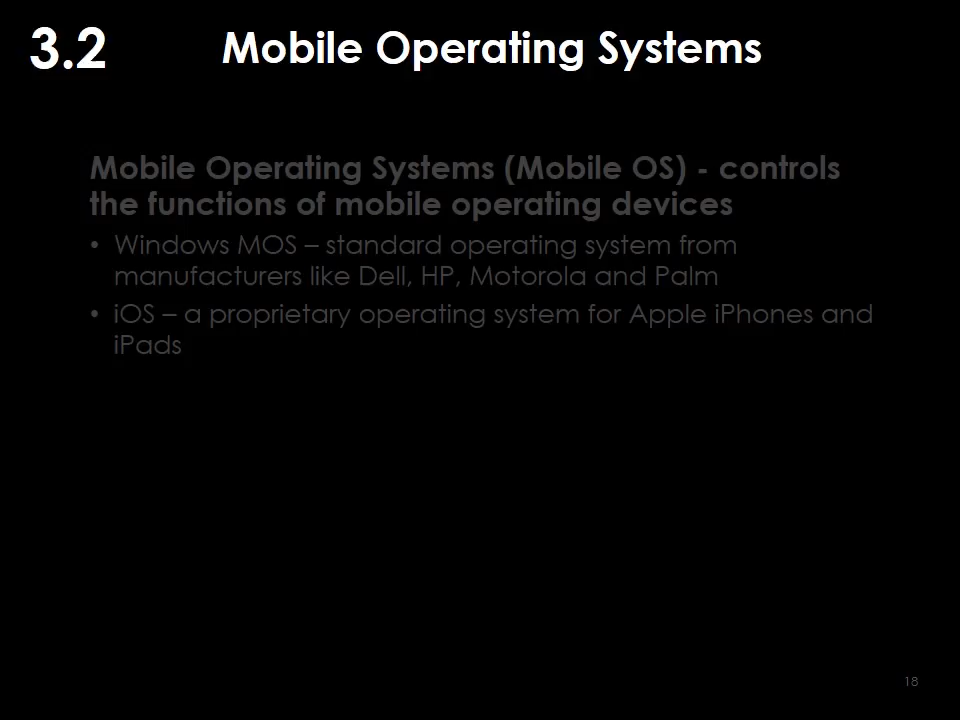 3.2
Mobile Operating Systems
Mobile Operating Systems (Mobile OS) - controls
the functions of mobile operating devices
• Windows MOS – standard operating system from
manufacturers like Dell, HP, Motorola and Palm
• iOS – a proprietary operating system for Apple iPhones and
iPads
18